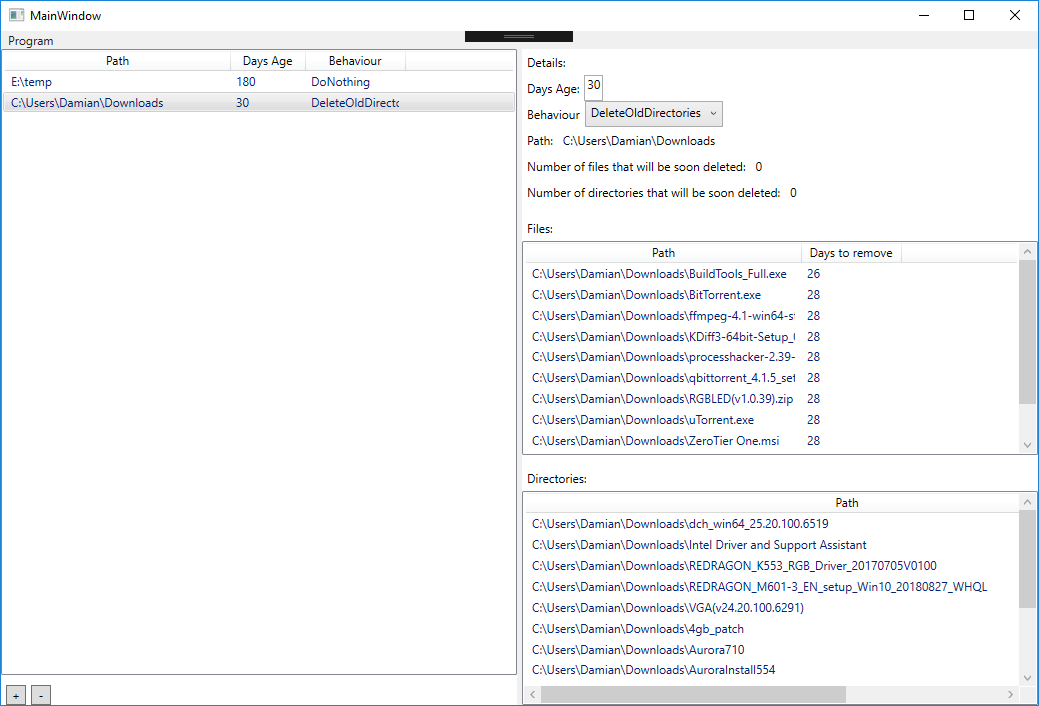 MainWindow
Program
Path Days Age Behaviour
E:\temp 180 DoNothing
C:\Users\Damian\Downloads 30 DeleteOldDirectc
+ -
Details:
Days Age: 30
Behaviour DeleteOldDirectories
Path: C:\Users\Damian\Downloads
Number of files that will be soon deleted: 0
Number of directories that will be soon deleted: 0
Files:
Path Days to remove
C:\Users\Damian\Downloads\BuildTools_Full.exe 26
C:\Users\Damian\Downloads\BitTorrent.exe 28
C:\Users\Damian\Downloads\ffmpeg-4.1-win64-st 28
C:\Users\Damian\Downloads\KDiff3-64bit-Setup_( 28
C:\Users\Damian\Downloads\processhacker-2.39- 28
C:\Users\Damian\Downloads\qbittorrent_4.1.5_set 28
C:\Users\Damian\Downloads\RGBLED(v1.0.39).zip 28
C:\Users\Damian\Downloads\uTorrent.exe 28
C:\Users\Damian\Downloads\ZeroTier One.msi 28
Directories:
Path
C:\Users\Damian\Downloads\dch_win64_25.20.100.6519
C:\Users\Damian\Downloads\Intel Driver and Support Assistant
C:\Users\Damian\Downloads\REDRAGON_K553_RGB_Driver_20170705V0100
C:\Users\Damian\Downloads\REDRAGON_M601-3_EN_setup_Win10_20180827_WHQL
C:\Users\Damian\Downloads\VGA(v24.20.100.6291)
C:\Users\Damian\Downloads\4gb_patch
C:\Users\Damian\Downloads\Aurora710
C:\Users\Damian\Downloads\AuroraInstall554